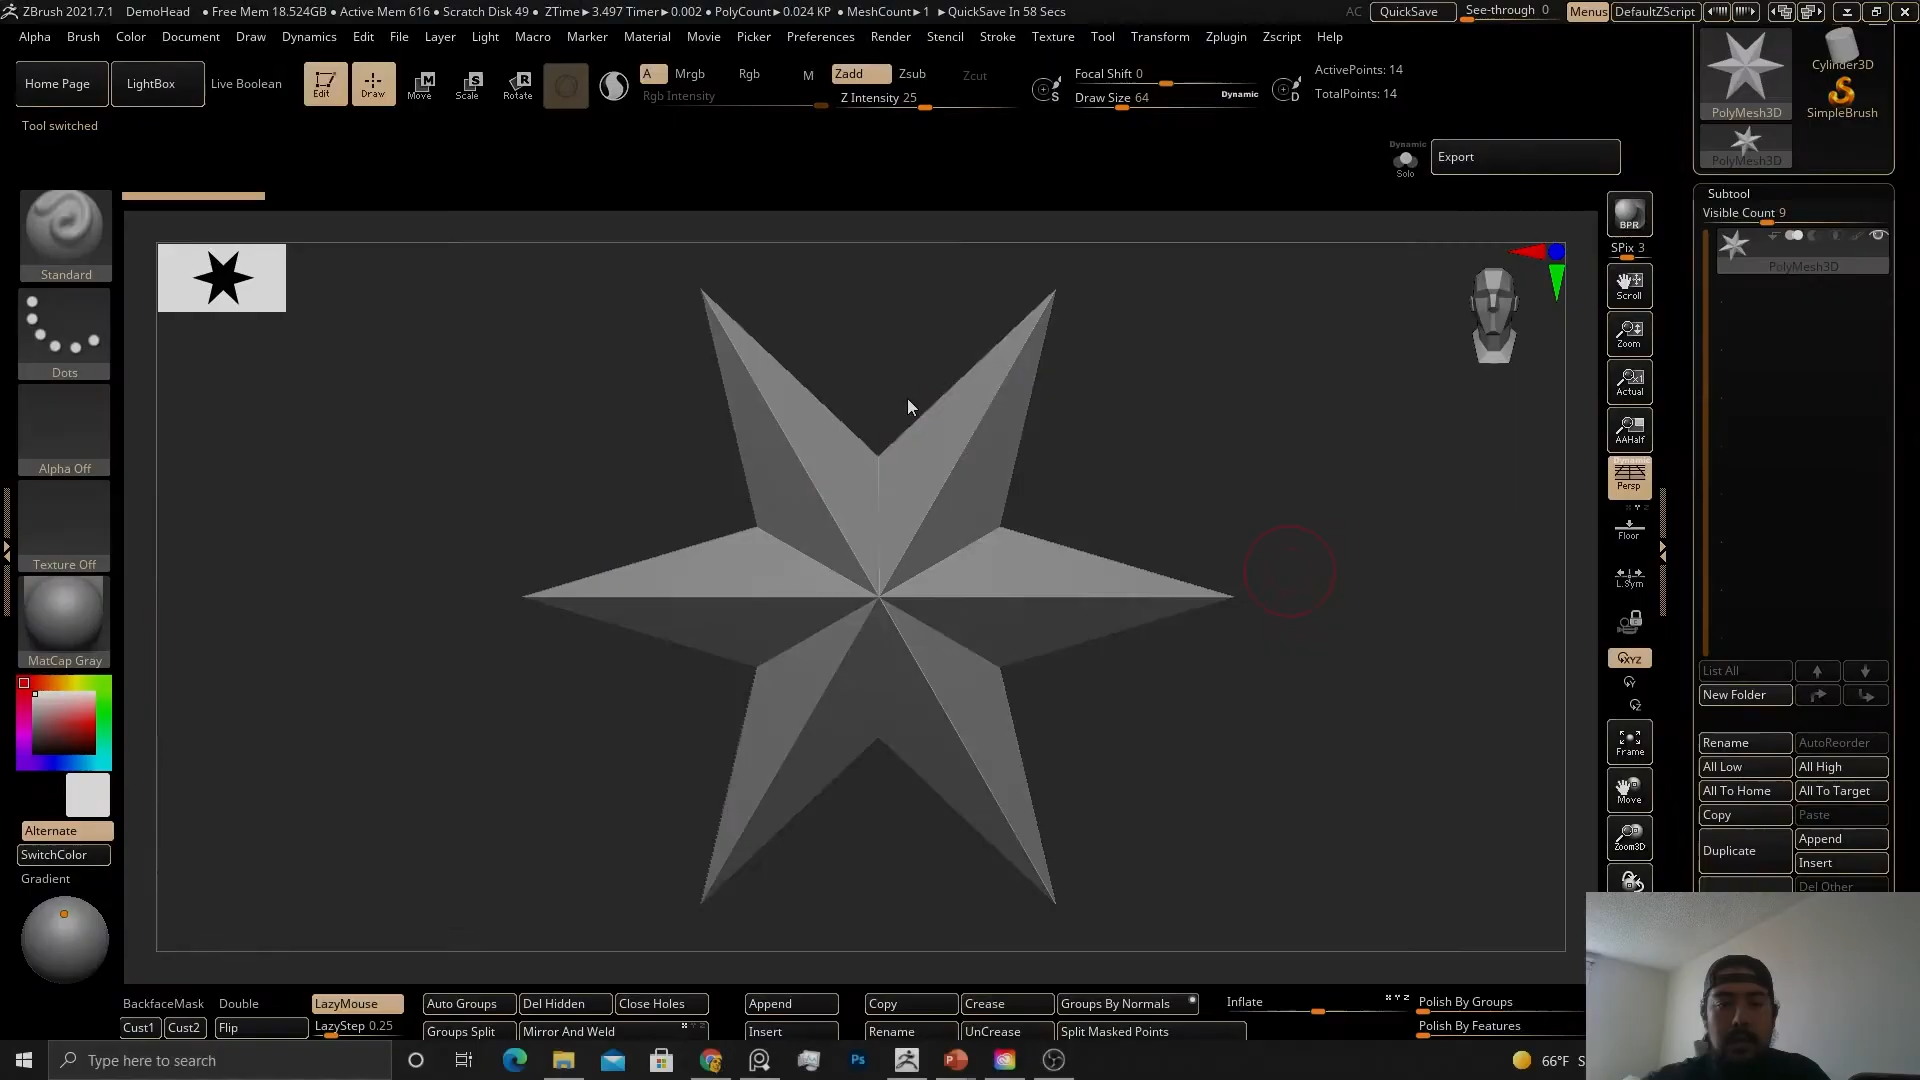 ZBrush 2021.7.1 DemoHead • Free Mem 18.524GB • Active Mem 616 • Scratch Disk 49 • ZTime▶3.497 Timer▶0.002 • PolyCount▶0.024 KP • MeshCount▶1 ▶QuickSave In 58 Secs AC QuickSave See-through 0 Menus DefaultZScript
Alpha Brush Color Document Draw Dynamics Edit File Layer Light Macro Marker Material Movie Picker Preferences Render Stencil Stroke Texture Tool Transform Zplugin Zscript Help
Home Page LightBox Live Boolean Edit Draw Move Scale Rotate A Mrgb Rgb M Zadd Zsub Zcut Focal Shift 0 ActivePoints: 14
Rgb Intensity Z Intensity 25 S Draw Size 64 Dynamic D TotalPoints: 14
Tool switched
Dynamic
Solo
Export
PolyMesh3D
Cylinder3D
SimpleBrush
PolyMesh3D
Subtool
Visible Count 9
PolyMesh3D
Standard
Dots
Alpha Off
Texture Off
MatCap Gray
Alternate
SwitchColor
Gradient
BPR
SPix 3
Scroll
Zoom
Actual
AAHalf
Dynamic
Persp
Floor
L.Sym
XYZ
Y
Z
Frame
Move
Zoom3D
List All
New Folder
Rename AutoReorder
All Low All High
All To Home All To Target
Copy Paste
Duplicate Append
Insert
Del Other
BackfaceMask Double LazyMouse Auto Groups Del Hidden Close Holes Append Copy Crease Groups By Normals Inflate Polish By Groups
Cust1 Cust2 Flip LazyStep 0.25 Groups Split Mirror And Weld Insert Rename UnCrease Split Masked Points Polish By Features
Type here to search
Ps
66°F S